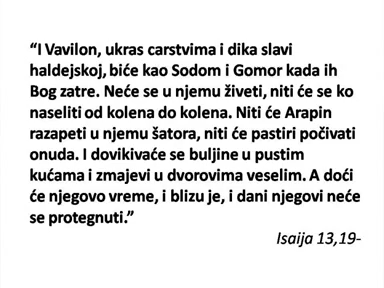 “I Vavilon, ukras carstvima i dika slavi
haldejskoj, biće kao Sodom i Gomor kada ih
Bog zatre. Neće se u njemu živeti, niti će se ko
naseliti od kolena do kolena. Niti će Arapin
razapeti u njemu šatora, niti će pastiri počivati
onuda. I dovikivaće se buljine u pustim
kućama i zmajevi u dvorovima veselim. A doći
će njegovo vreme, i blizu je, i dani njegovi neće
se protegnuti.”
Isaija 13,19-